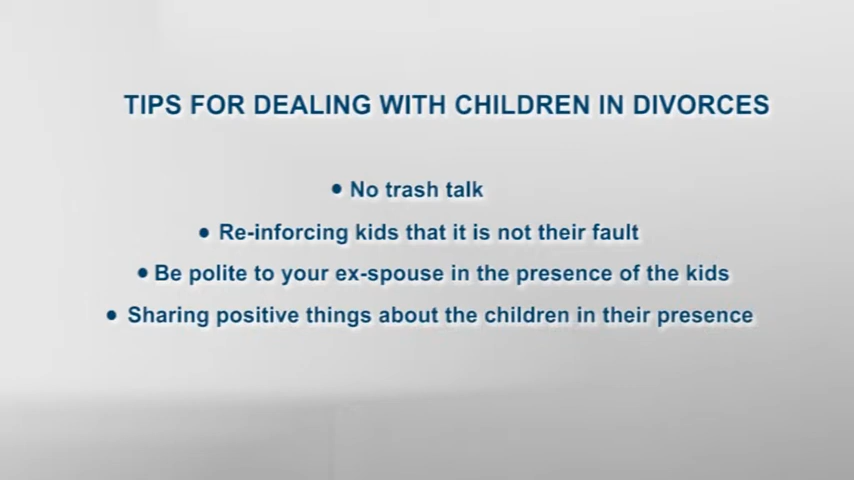 TIPS FOR DEALING WITH CHILDREN IN DIVORCES
• No trash talk
• Re-inforcing kids that it is not their fault
• Be polite to your ex-spouse in the presence of the kids
• Sharing positive things about the children in their presence